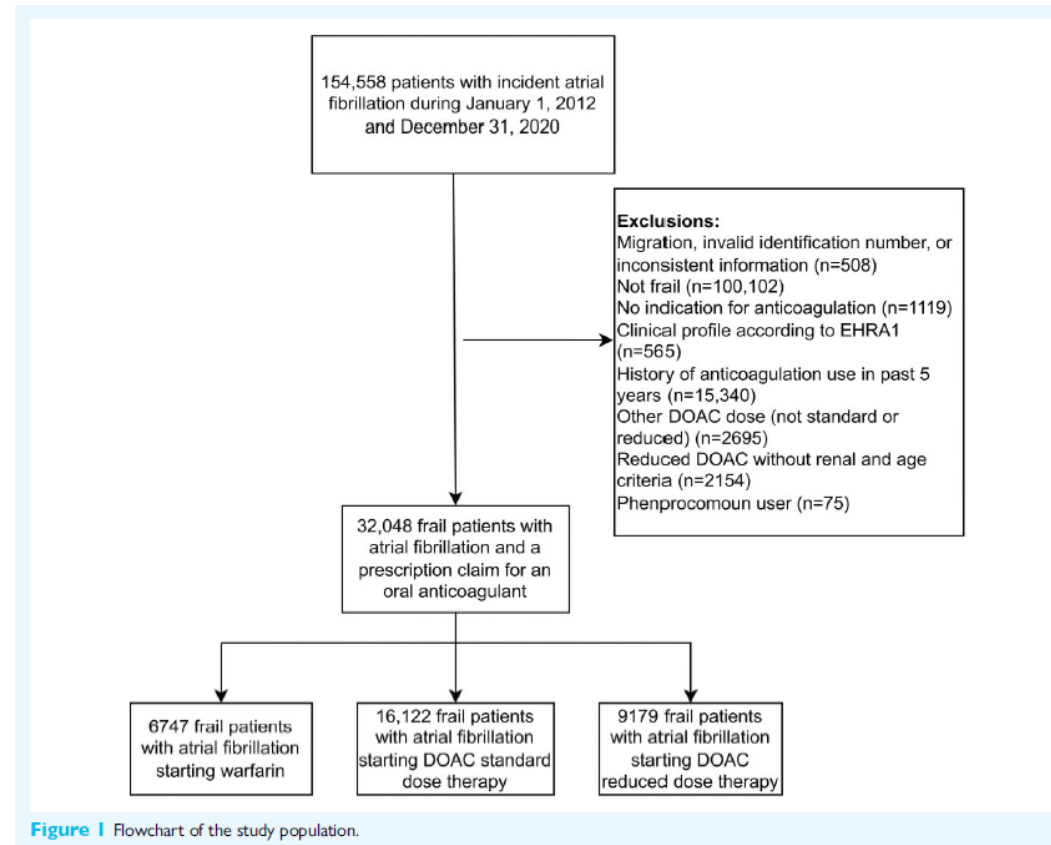 154,558 patients with incident atrial
fibrillation during January 1, 2012
and December 31, 2020
Exclusions:
Migration, invalid identification number, or
inconsistent information (n=508)
Not frail (n=100,102)
No indication for anticoagulation (n=1119)
Clinical profile according to EHRA1
(n=565)
History of anticoagulation use in past 5
years (n=15,340)
Other DOAC dose (not standard or
reduced) (n=2695)
Reduced DOAC without renal and age
criteria (n=2154)
Phenprocomoun user (n=75)
32,048 frail patients with
atrial fibrillation and a
prescription claim for an
oral anticoagulant
6747 frail patients
with atrial fibrillation
starting warfarin
16,122 frail patients
with atrial fibrillation
starting DOAC standard
dose therapy
9179 frail patients
with atrial fibrillation
starting DOAC
reduced dose therapy
Figure 1 Flowchart of the study population.